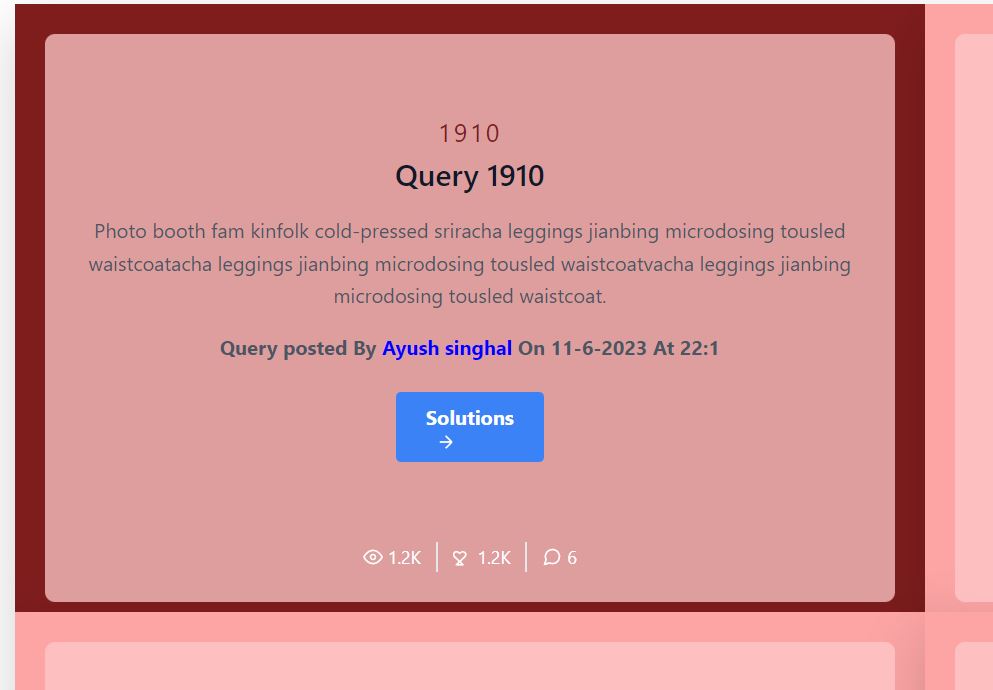 1910
Query 1910
Photo booth fam kinfolk cold-pressed sriracha leggings jianbing microdosing tousled
waistcoatacha leggings jianbing microdosing tousled waistcoatvacha leggings jianbing
microdosing tousled waistcoat.
Query posted By Ayush singhal On 11-6-2023 At 22:1
Solutions
→
1.2K 1.2K 6